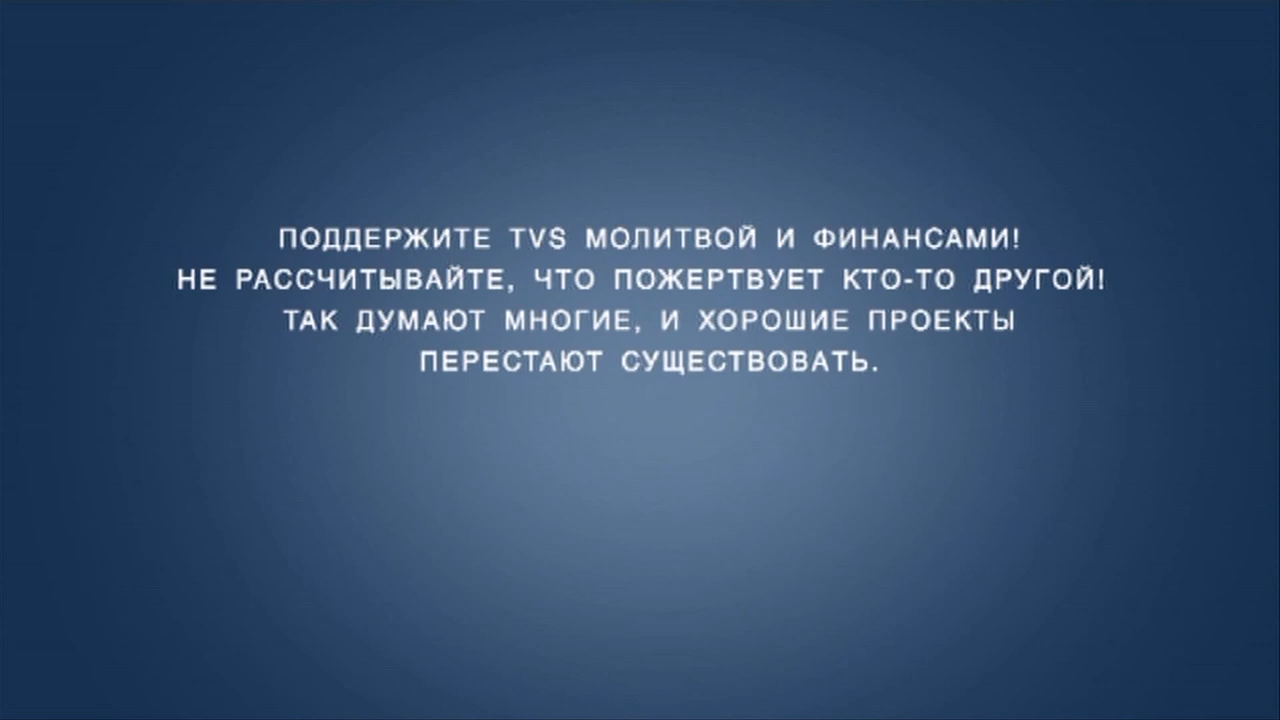 ПОДДЕРЖИТЕ TVS МОЛИТВОЙ И ФИНАНСАМИ!
НЕ РАССЧИТЫВАЙТЕ, ЧТО ПОЖЕРТВУЕТ КТО-ТО ДРУГОЙ!
ТАК ДУМАЮТ МНОГИЕ, И ХОРОШИЕ ПРОЕКТЫ
ПЕРЕСТАЮТ СУЩЕСТВОВАТЬ.